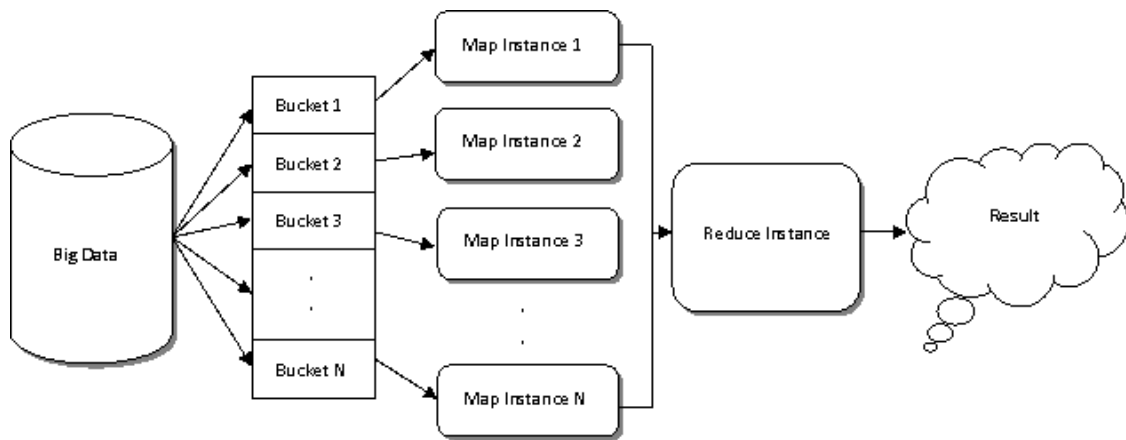 Big Data
Bucket 1
Bucket 2
Bucket 3
.
.
Bucket N
Map Instance 1
Map Instance 2
Map Instance 3
.
.
Map Instance N
Reduce Instance
Result